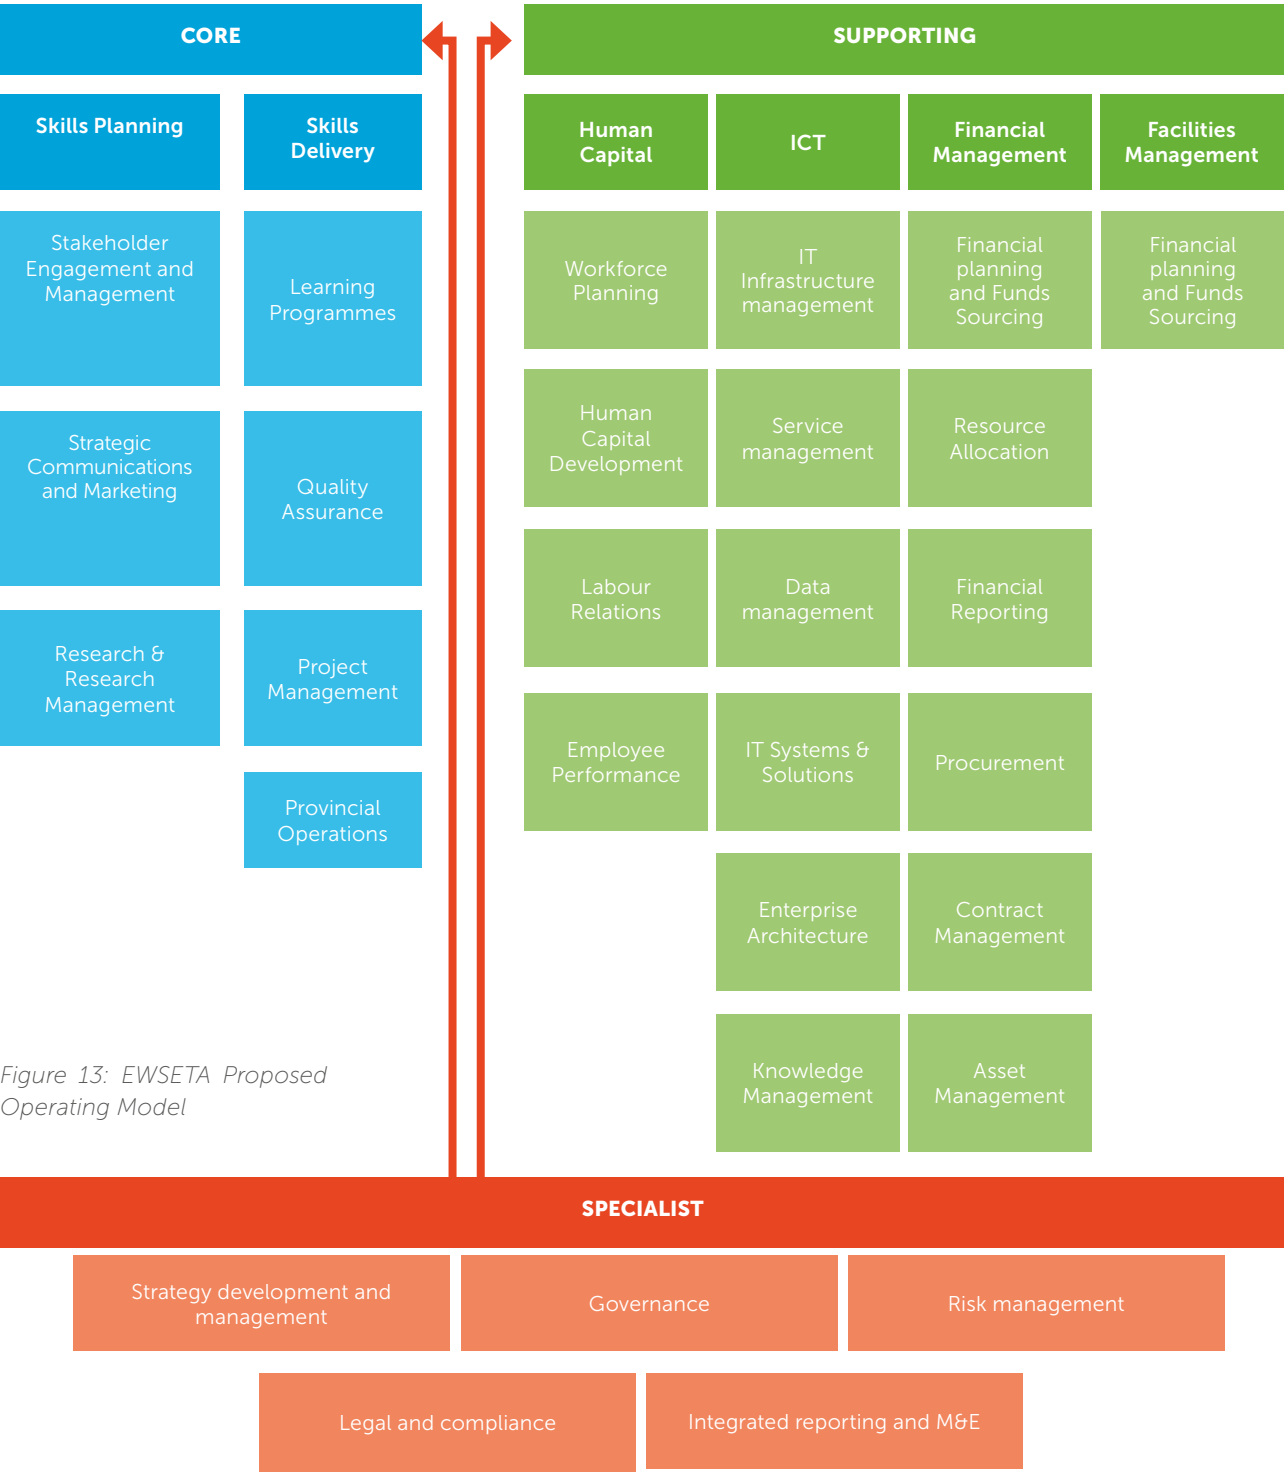 CORE
SUPPORTING
Skills Planning
Skills
Delivery
Human
Capital
ICT
Financial
Management
Facilities
Management
Stakeholder
Engagement and
Management
Learning
Programmes
Workforce
Planning
IT
Infrastructure
management
Financial
planning
and Funds
Sourcing
Financial
planning
and Funds
Sourcing
Strategic
Communications
and Marketing
Quality
Assurance
Human
Capital
Development
Service
management
Resource
Allocation
Research &
Research
Management
Project
Management
Labour
Relations
Data
management
Financial
Reporting
Provincial
Operations
Employee
Performance
IT Systems &
Solutions
Procurement
Enterprise
Architecture
Contract
Management
Knowledge
Management
Asset
Management
Figure 13: EWSETA Proposed
Operating Model
SPECIALIST
Strategy development and
management
Governance
Risk management
Legal and compliance
Integrated reporting and M&E